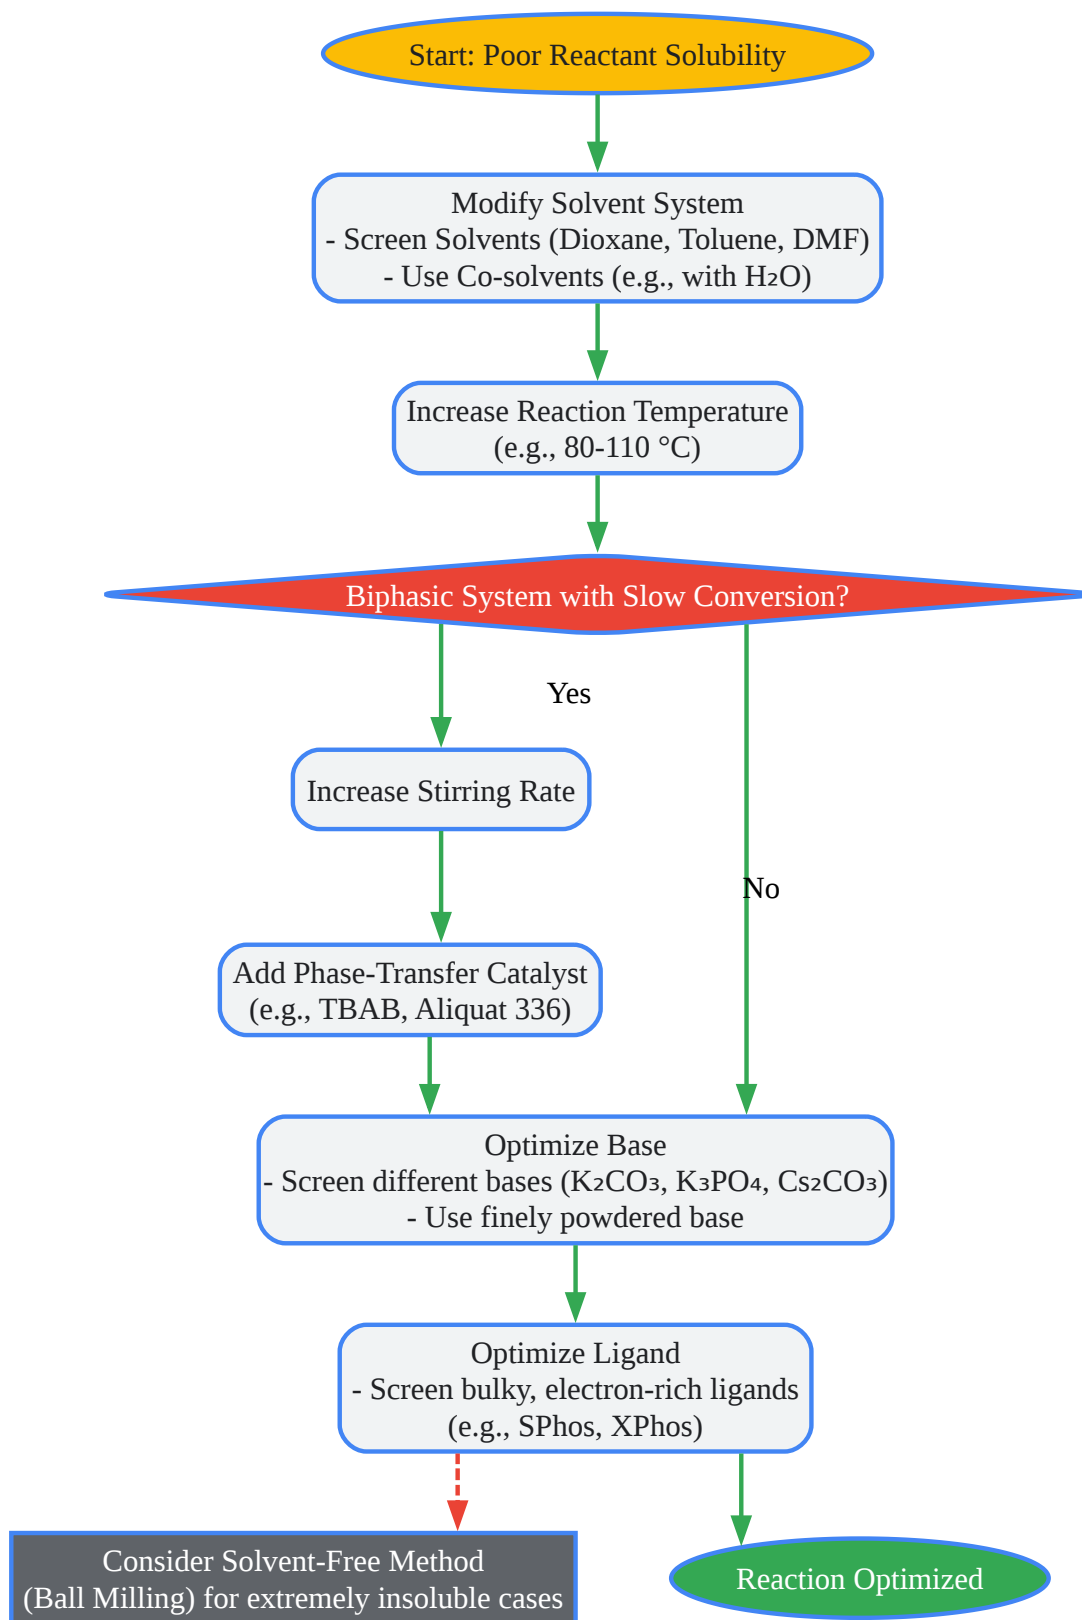 Start: Poor Reactant Solubility
Modify Solvent System
- Screen Solvents (Dioxane, Toluene, DMF)
- Use Co-solvents (e.g., with H₂O)
Increase Reaction Temperature
(e.g., 80-110 °C)
Biphasic System with Slow Conversion?
Yes
Increase Stirring Rate
No
Add Phase-Transfer Catalyst
(e.g., TBAB, Aliquat 336)
Optimize Base
- Screen different bases (K₂CO₃, K₃PO₄, Cs₂CO₃)
- Use finely powdered base
Optimize Ligand
- Screen bulky, electron-rich ligands
(e.g., SPhos, XPhos)
Consider Solvent-Free Method
(Ball Milling) for extremely insoluble cases
Reaction Optimized